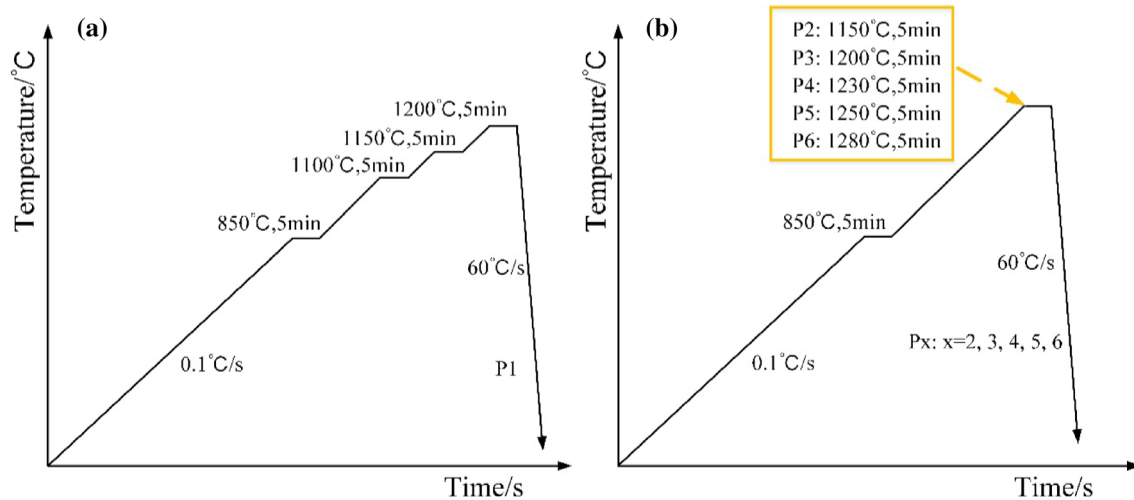 (a)
Temperature/°C
1200°C,5min
1150°C,5min
1100°C,5min
850°C,5min
60°C/s
0.1°C/s
P1
Time/s
(b)
Temperature/°C
P2: 1150°C,5min
P3: 1200°C,5min
P4: 1230°C,5min
P5: 1250°C,5min
P6: 1280°C,5min
850°C,5min
60°C/s
Px: x=2, 3, 4, 5, 6
0.1°C/s
Time/s